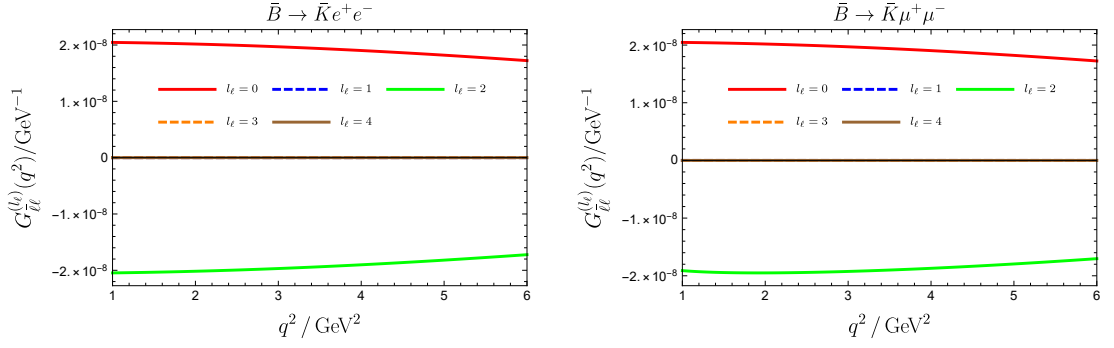 B̄ → K̄e⁺e⁻
G_{ℓ̄ℓ}^{(l_ℓ)}(q²)/GeV⁻¹
2.×10⁻⁸
1.×10⁻⁸
0
-1.×10⁻⁸
-2.×10⁻⁸
l_ℓ = 0 l_ℓ = 1 l_ℓ = 2
l_ℓ = 3 l_ℓ = 4
1 2 3 4 5 6
q² / GeV²
B̄ → K̄μ⁺μ⁻
G_{ℓ̄ℓ}^{(l_ℓ)}(q²)/GeV⁻¹
2.×10⁻⁸
1.×10⁻⁸
0
-1.×10⁻⁸
-2.×10⁻⁸
l_ℓ = 0 l_ℓ = 1 l_ℓ = 2
l_ℓ = 3 l_ℓ = 4
1 2 3 4 5 6
q² / GeV²